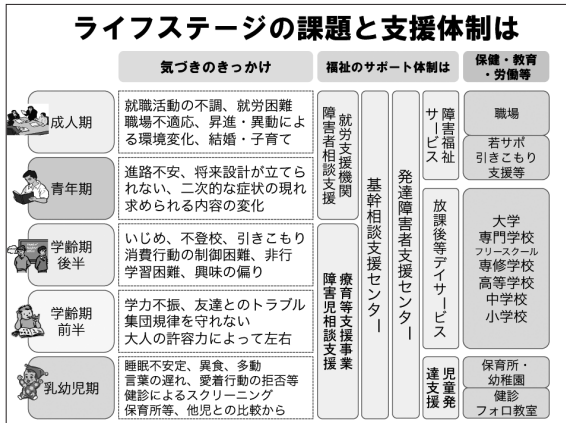 ライフステージの課題と支援体制は
気づきのきっかけ
福祉のサポート体制は
保健・教育
・労働等
成人期
就職活動の不調、就労困難
職場不適応、昇進・異動によ
る環境変化、結婚・子育て
青年期
進路不安、将来設計が立てら
れない、二次的な症状の現れ
求められる内容の変化
学齢期
後半
いじめ、不登校、引きこもり
消費行動の制御困難、非行
学習困難、興味の偏り
学齢期
前半
学力不振、友達とのトラブル
集団規律を守れない
大人の許容力によって左右
乳幼児期
睡眠不安定、異食、多動
言葉の遅れ、愛着行動の拒否等
健診によるスクリーニング
保育所等、他児との比較から
就労支援機関
障害者相談支援
療育等支援事業
障害児相談支援
基幹相談支援センター
発達障害者支援センター
障害福祉
サービス
放課後等デイサービス
児童発
達支援
職場
若サポ
引きこもり
支援等
大学
専門学校
フリースクール
専修学校
高等学校
中学校
小学校
保育所・
幼稚園
健診
フォロ教室